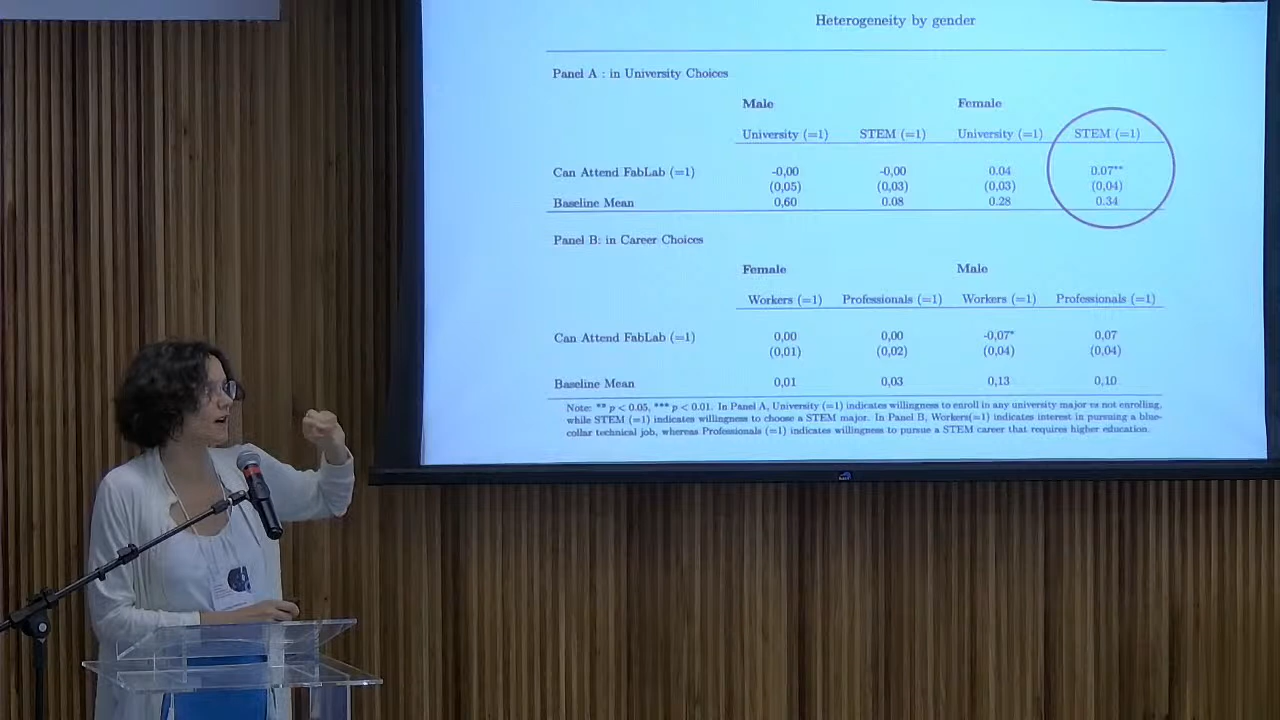 Heterogeneity by gender
Panel A : in University Choices
Male Female
University (=1) STEM (=1) University (=1) STEM (=1)
Can Attend FabLab (=1) -0,00 -0,00 0.04 0.07**
(0,05) (0,03) (0,03) (0,04)
Baseline Mean 0,60 0.08 0.28 0.34
Panel B: in Career Choices
Female Male
Workers (=1) Professionals (=1) Workers (=1) Professionals (=1)
Can Attend FabLab (=1) 0,00 0,00 -0,07* 0,07
(0,01) (0,02) (0,04) (0,04)
Baseline Mean 0,01 0,03 0,13 0,10
Note: ** p < 0.05, *** p < 0.01. In Panel A, University (=1) indicates willingness to enroll in any university major vs not enrolling,
while STEM (=1) indicates willingness to choose a STEM major. In Panel B, Workers(=1) indicates interest in pursuing a blue-
collar technical job, whereas Professionals (=1) indicates willingness to pursue a STEM career that requires higher education.